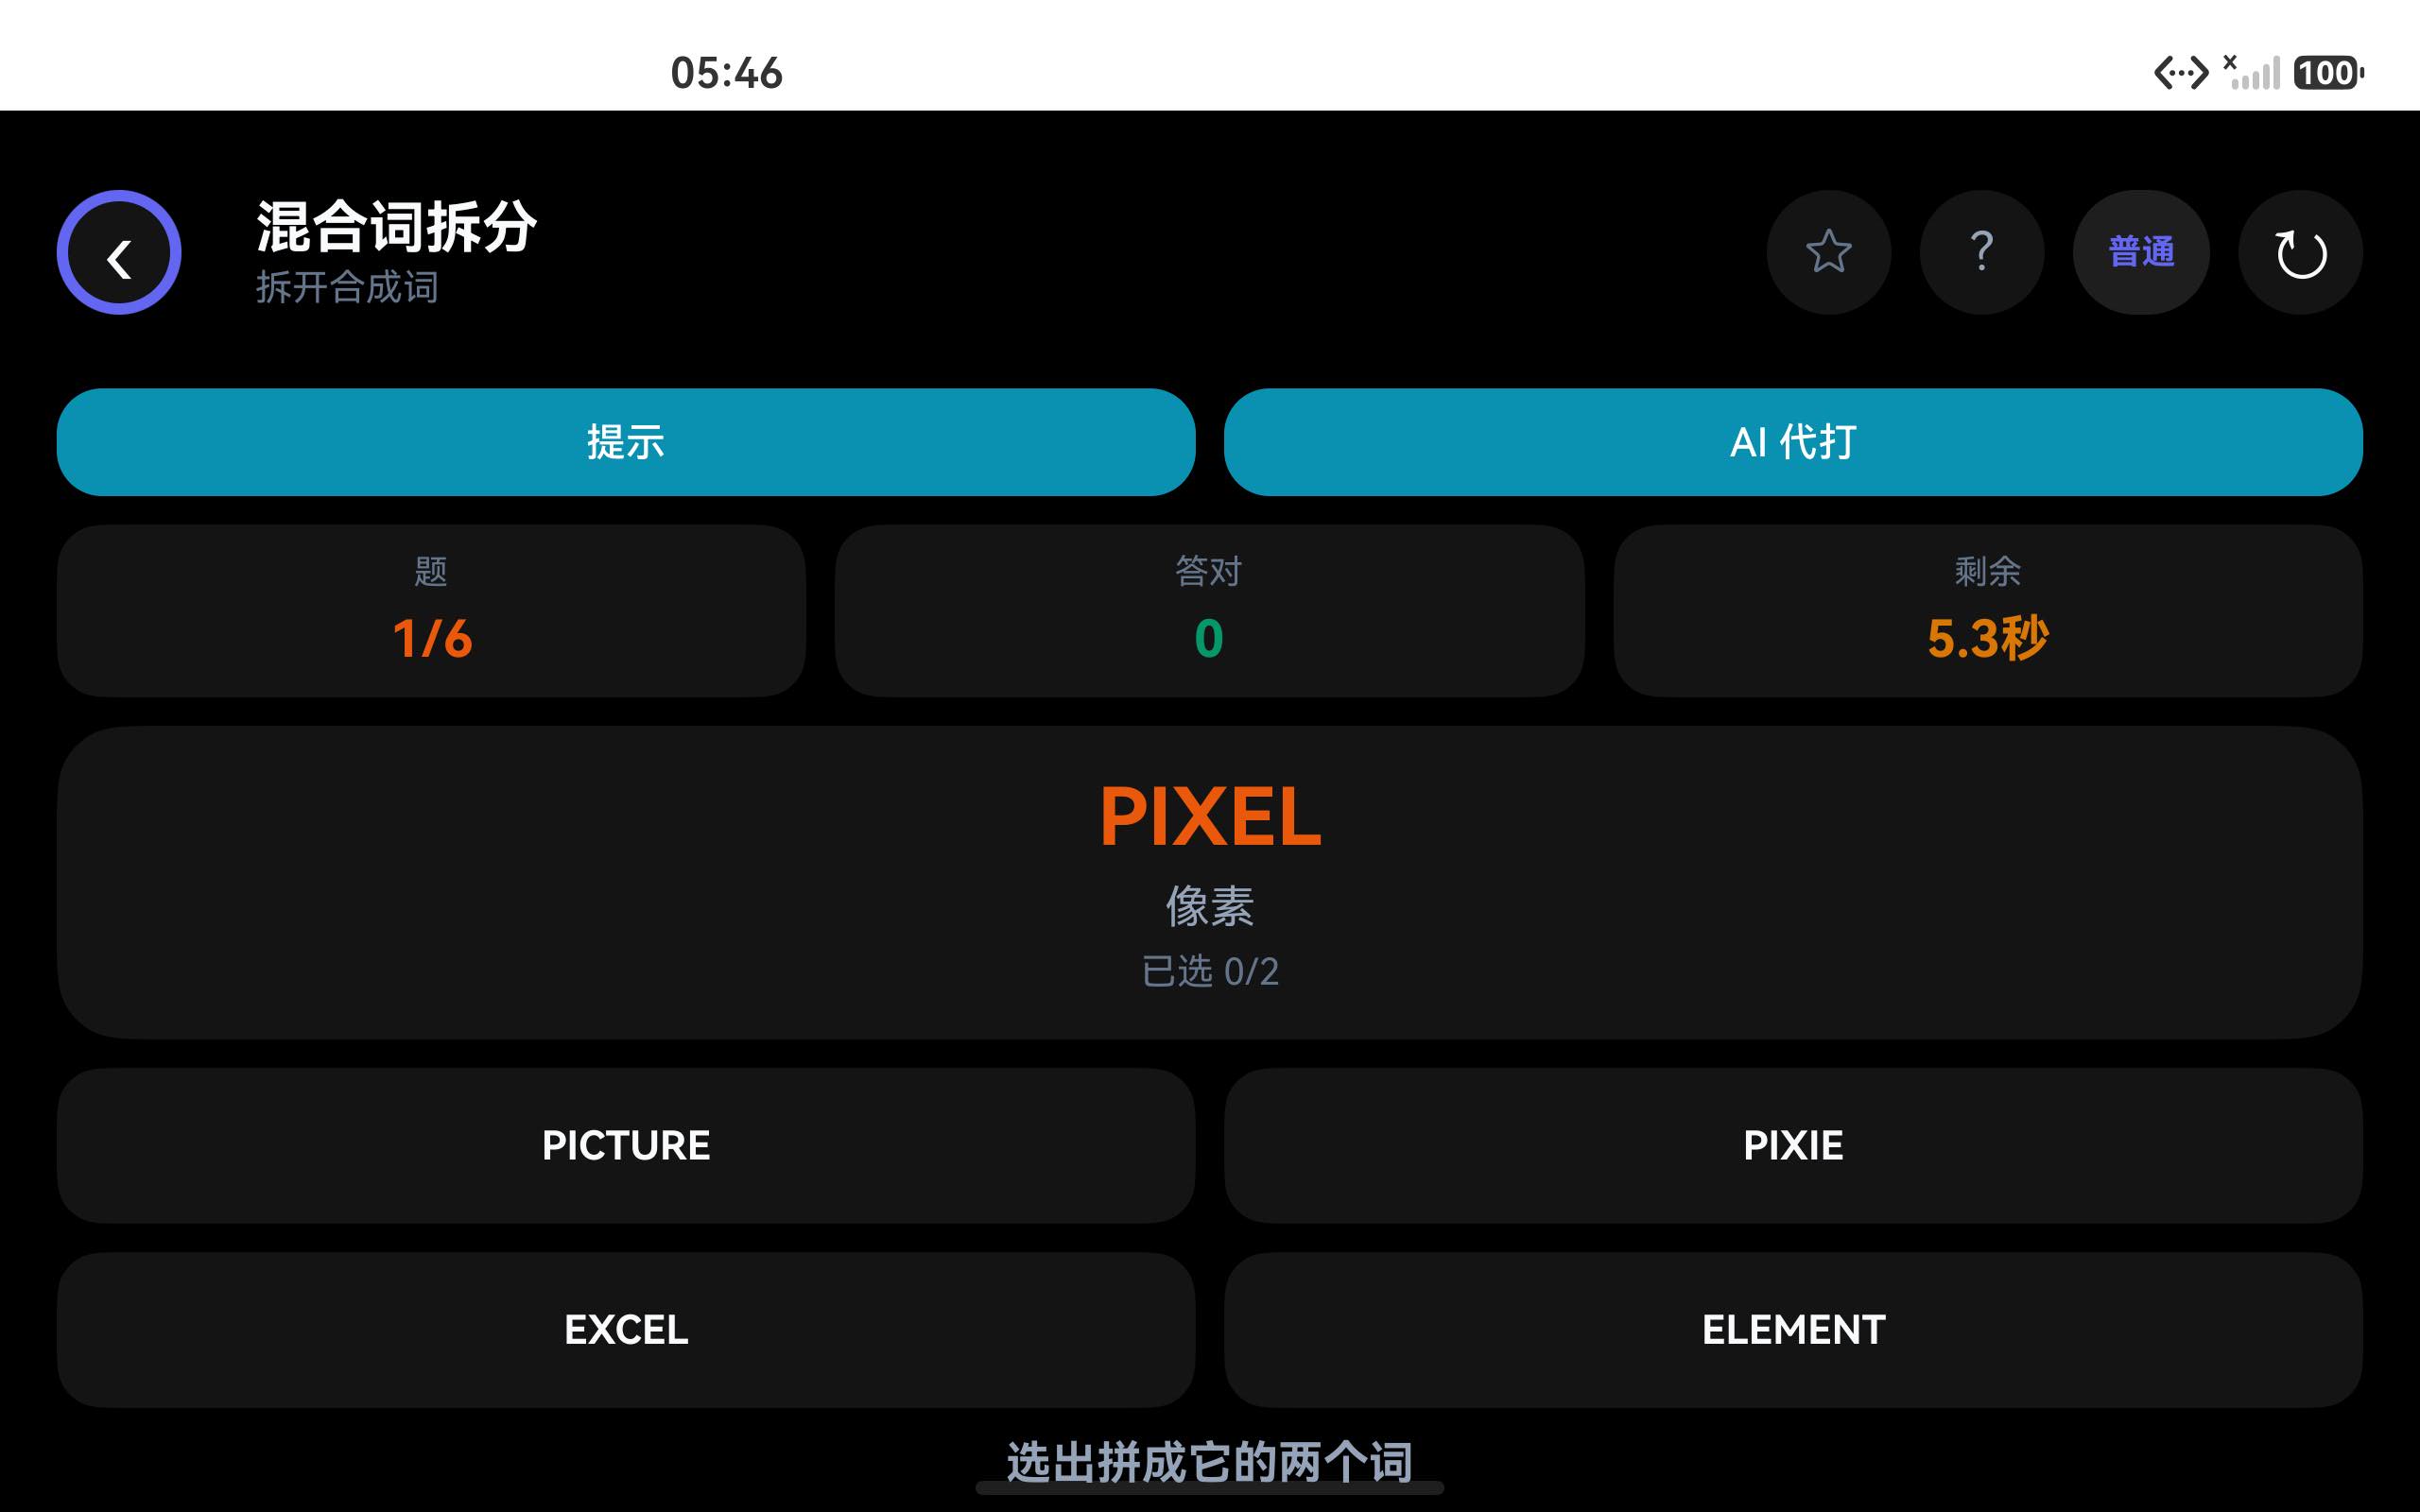 05:46
100
混合词拆分
拆开合成词
?
普通
提示
AI 代打
题
1/6
答对
0
剩余
5.3秒
PIXEL
像素
已选 0/2
PICTURE
PIXIE
EXCEL
ELEMENT
选出拼成它的两个词